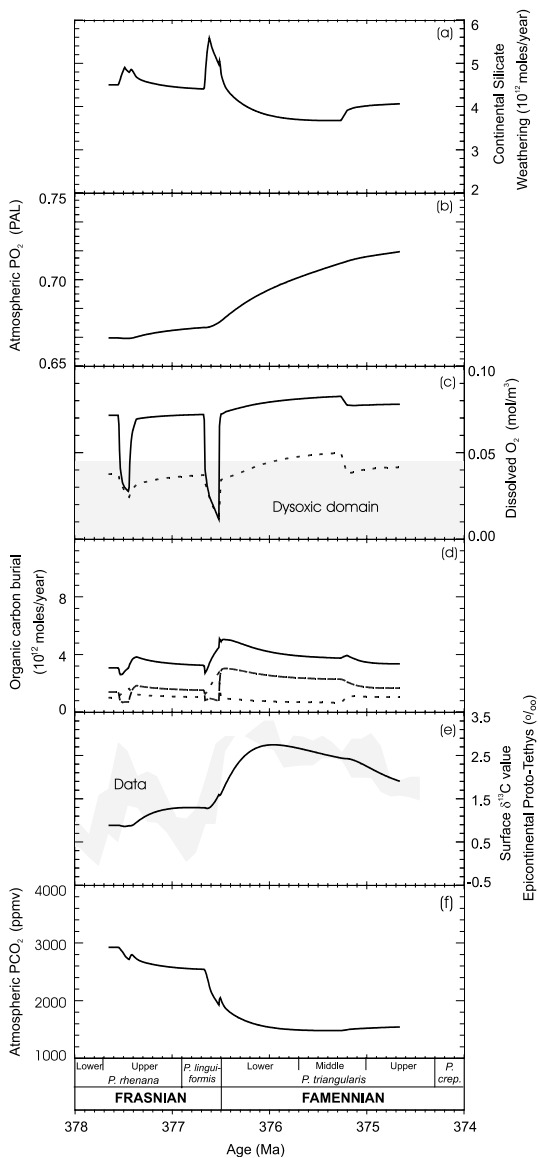 (a)
6
5
4
3
2
Continental Silicate
Weathering (10¹² moles/year)
(b)
0.75
0.70
0.65
Atmospheric PO₂ (PAL)
(c)
0.10
0.05
0.00
Dissolved O₂ (mol/m³)
Dysoxic domain
(d)
8
4
0
Organic carbon burial
(10¹² moles/year)
(e)
3.5
2.5
1.5
0.5
-0.5
Data
Surface δ¹³C value
Epicontinental Proto-Tethys (o/oo)
(f)
4000
3000
2000
1000
Atmospheric PCO₂ (ppmv)
Lower Upper P. lingui- Lower Middle Upper P.
P. rhenana formis P. triangularis crep.
FRASNIAN FAMENNIAN
378 377 376 375 374
Age (Ma)